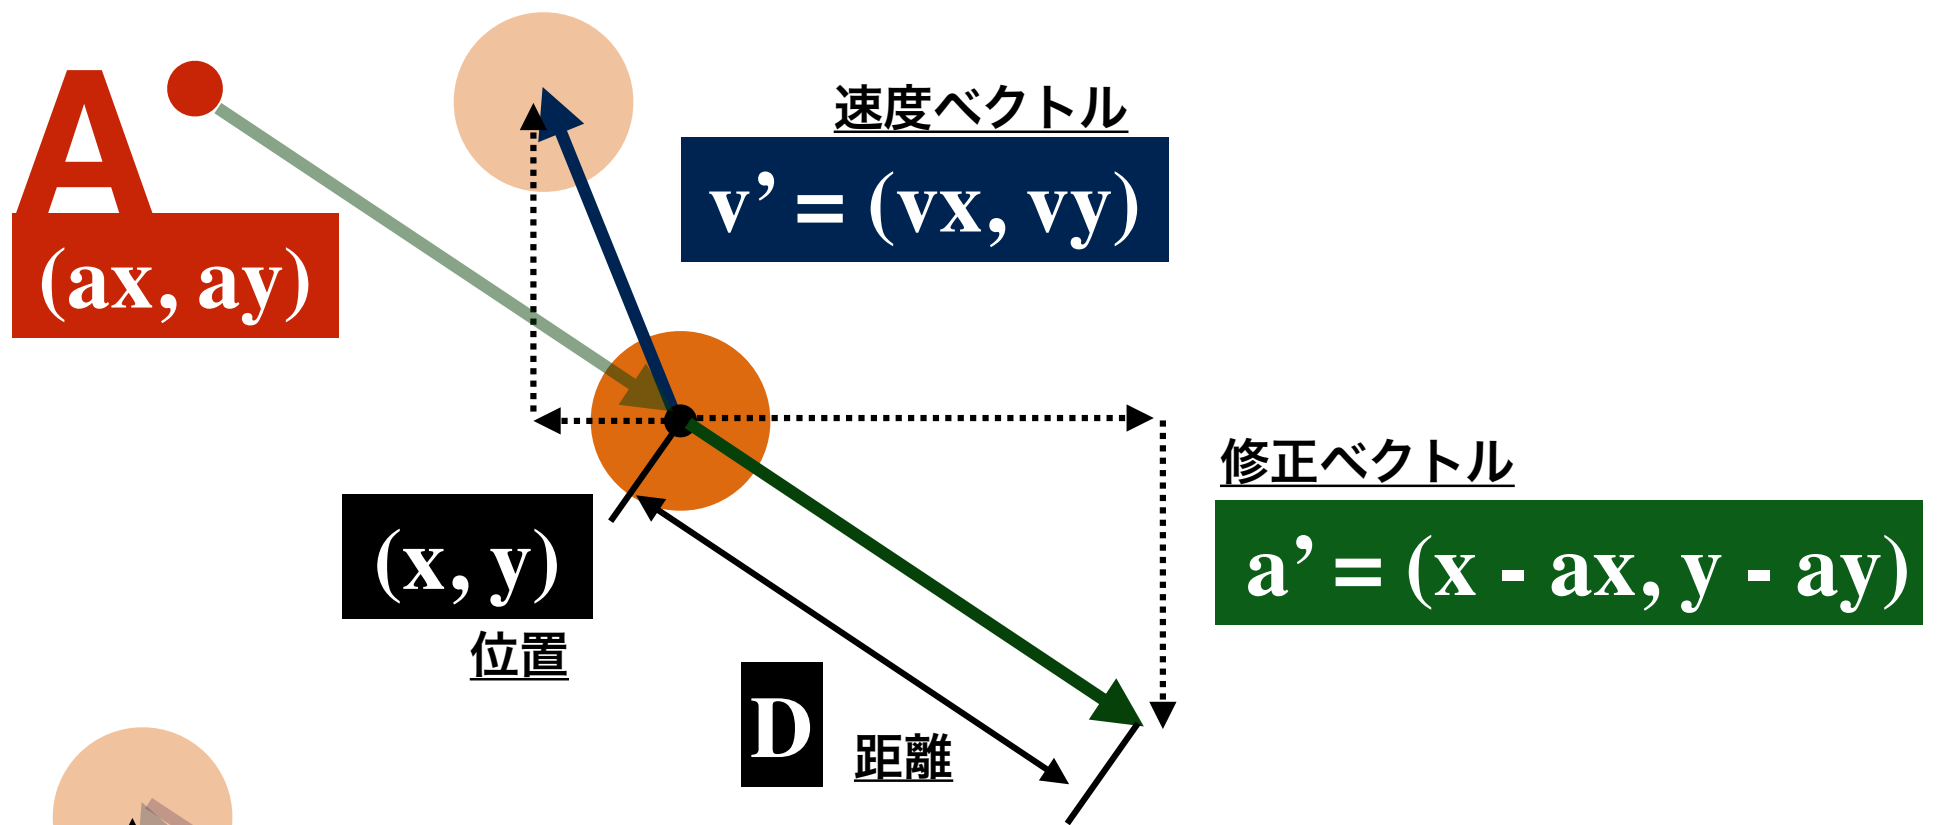 A
(ax, ay)
速度ベクトル
v’ = (vx, vy)
修正ベクトル
a’ = (x - ax, y - ay)
(x, y)
位置
D
距離